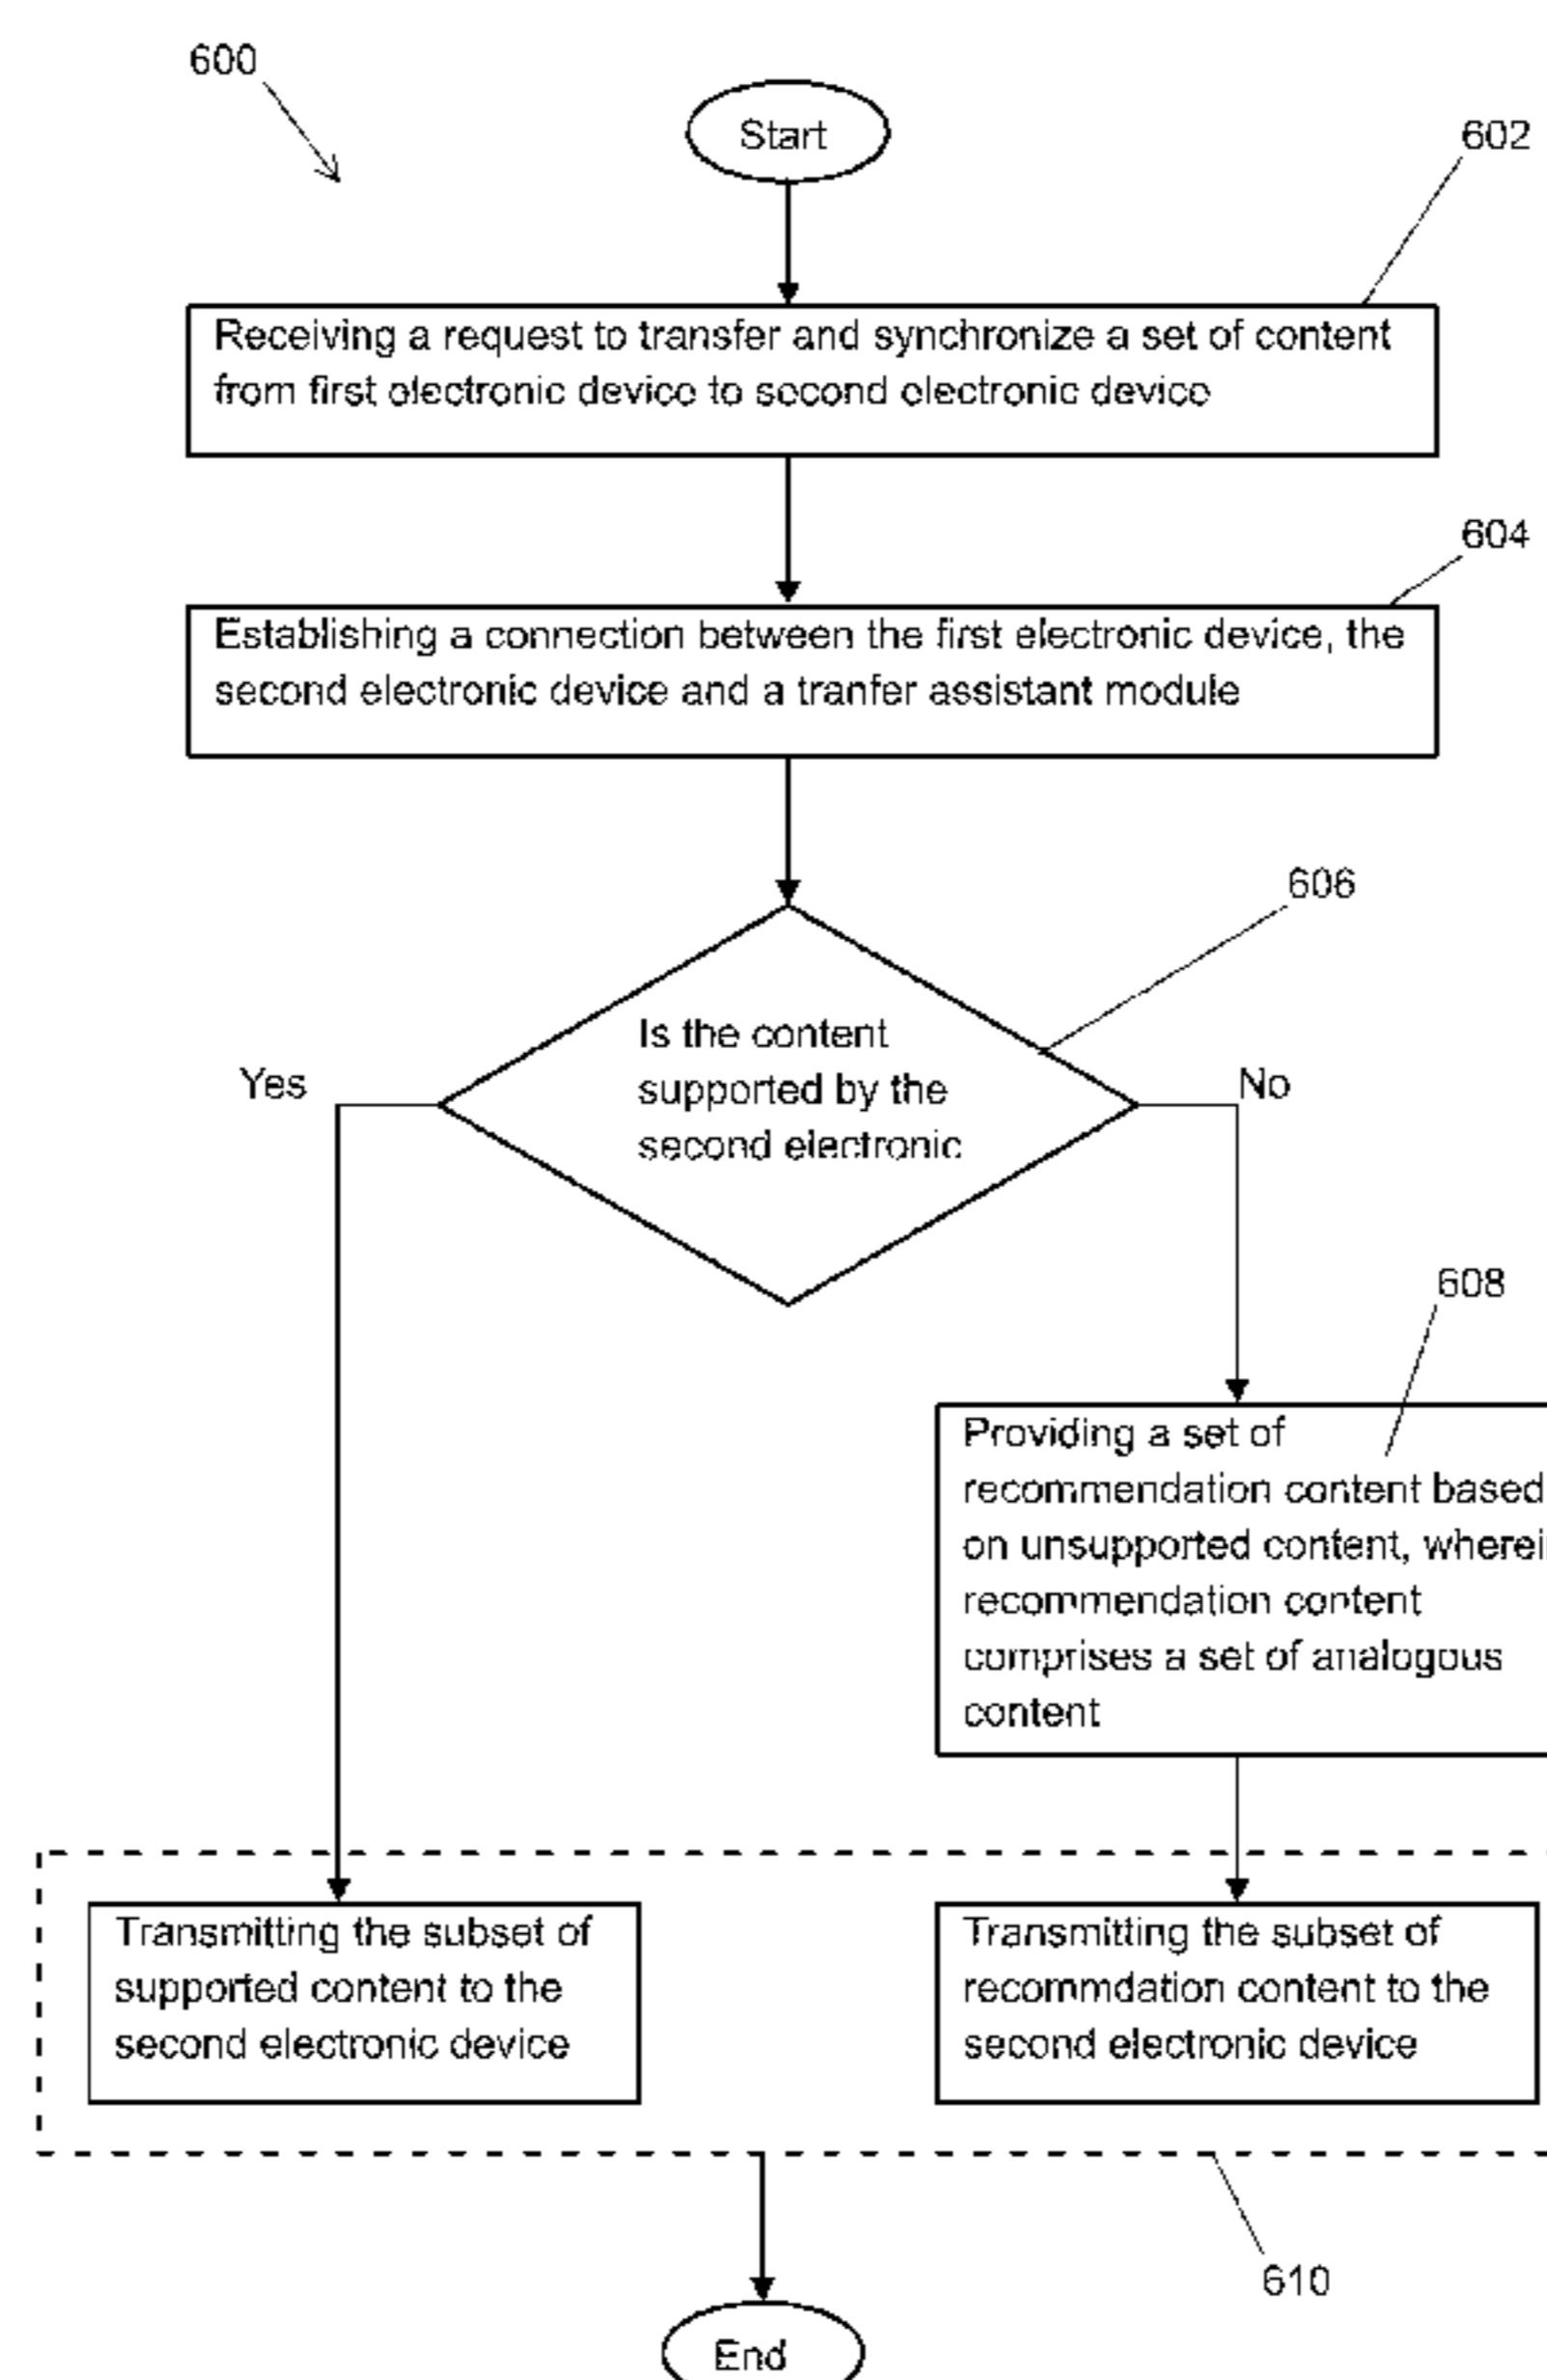 600
Start
602
Receiving a request to transfer and synchronize a set of content
from first electronic device to second electronic device
604
Establishing a connection between the first electronic device, the
second electronic device and a tranfer assistant module
606
Is the content
supported by the
second electronic
Yes
No
608
Providing a set of
recommendation content based
on unsupported content, wherei
recommendation content
comprises a set of analogous
content
Transmitting the subset of
supported content to the
second electronic device
Transmitting the subset of
recommdation content to the
second electronic device
610
End